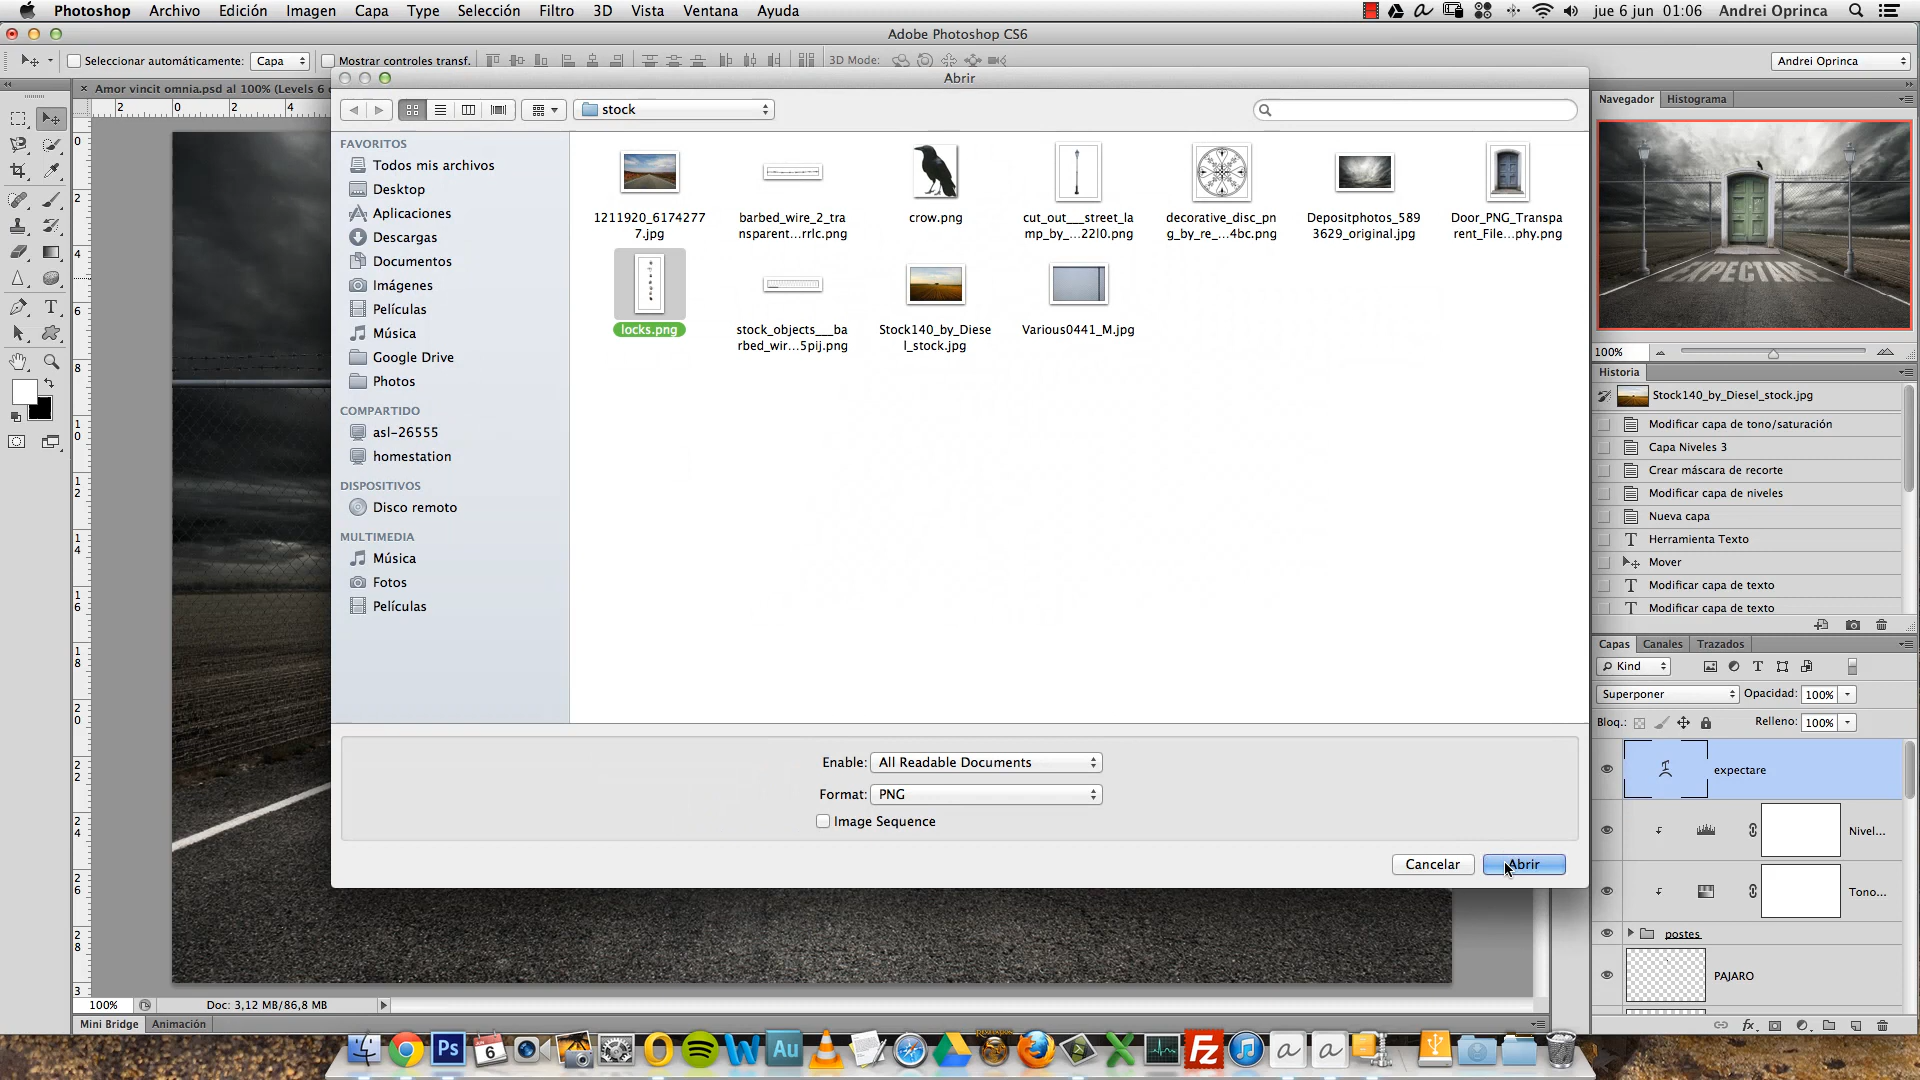 Photoshop Archivo Edición Imagen Capa Type Selección Filtro 3D Vista Ventana Ayuda jue 6 jun 01:06 Andrei Oprinca
Adobe Photoshop CS6
Seleccionar automáticamente: Capa Mostrar controles transf. 3D Mode: Andrei Oprinca
Amor vincit omnia.psd al 100% (Levels 6
Abrir
stock
FAVORITOS
Todos mis archivos
Desktop
Aplicaciones
Descargas
Documentos
Imágenes
Películas
Música
Google Drive
Photos
COMPARTIDO
asl-26555
homestation
DISPOSITIVOS
Disco remoto
MULTIMEDIA
Música
Fotos
Películas
1211920_6174277
7.jpg
barbed_wire_2_tra
nsparent...rrlc.png
crow.png
cut_out___street_la
mp_by_...22l0.png
decorative_disc_pn
g_by_re_...4bc.png
Depositphotos_589
3629_original.jpg
Door_PNG_Transpa
rent_File...phy.png
locks.png
stock_objects___ba
rbed_wir...5pij.png
Stock140_by_Diese
l_stock.jpg
Various0441_M.jpg
Enable: All Readable Documents
Format: PNG
Image Sequence
Cancelar Abrir
Navegador Histograma
EXPECTARE
100%
Historia
Stock140_by_Diesel_stock.jpg
Modificar capa de tono/saturación
Capa Niveles 3
Crear máscara de recorte
Modificar capa de niveles
Nueva capa
Herramienta Texto
Mover
Modificar capa de texto
Modificar capa de texto
Capas Canales Trazados
Kind
Superponer Opacidad: 100%
Bloq.: Relleno: 100%
expectare
Nivel...
Tono...
postes
PAJARO
100% Doc: 3,12 MB/86,8 MB
Mini Bridge Animación